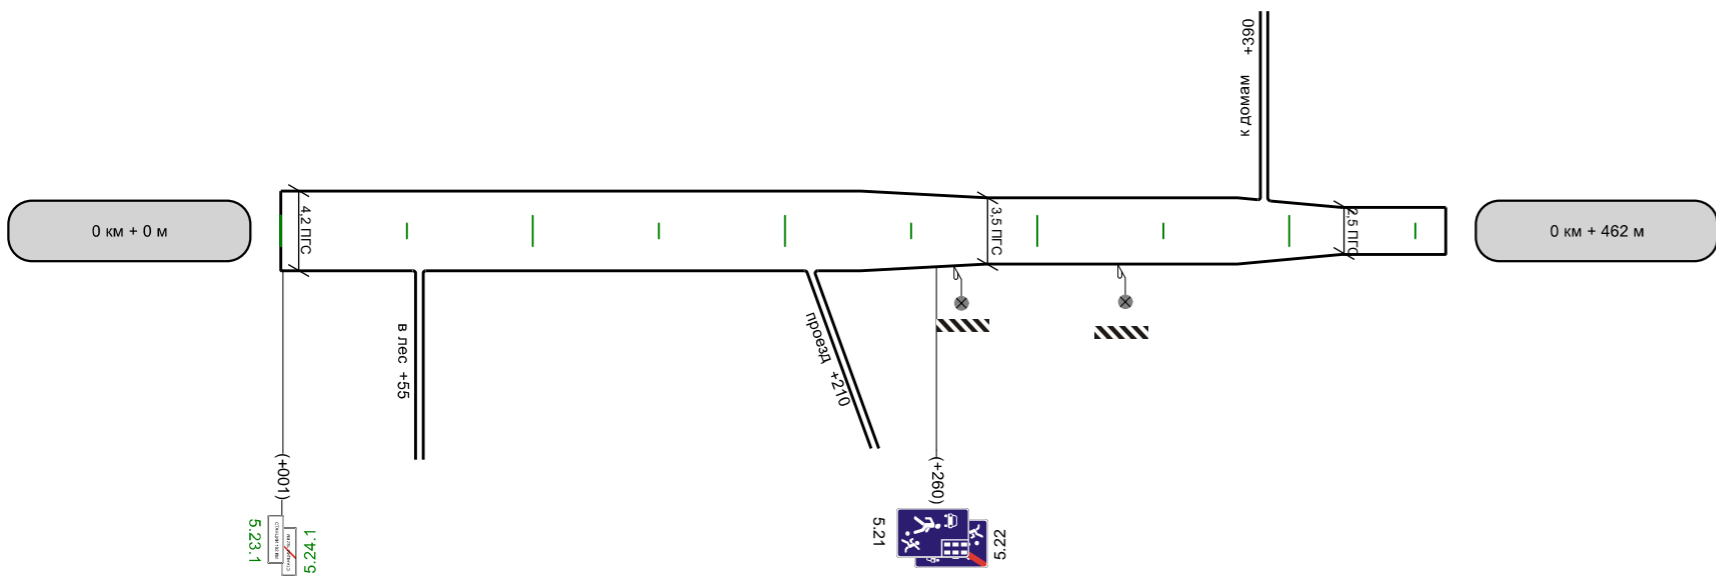 к домам +390
0 км + 0 м
4,2 ПГС
3,5 ПГС
2,5 ПГС
0 км + 462 м
в лес +55
проезд +210
(+001)
(+260)
5.23.1
5.24.1
5.21
5.22